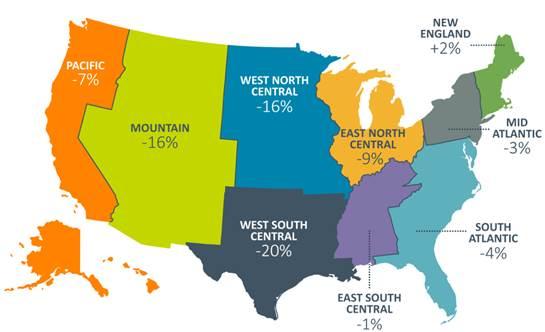 NEW
ENGLAND
+2%
PACIFIC
-7%
WEST NORTH
CENTRAL
-16%
MOUNTAIN
-16%
EAST NORTH
CENTRAL
-9%
MID
ATLANTIC
-3%
WEST SOUTH
CENTRAL
-20%
SOUTH
ATLANTIC
-4%
EAST SOUTH
CENTRAL
-1%